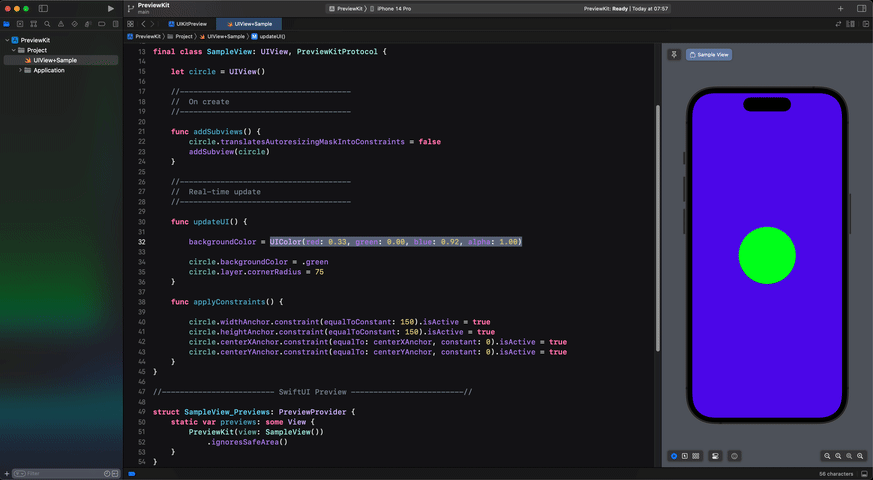 PreviewKit
main
PreviewKit
iPhone 14 Pro
PreviewKit: Ready | Today at 07:57
UIKitPreview
UIView+Sample
PreviewKit
Project
UIView+Sample
updateUI()
PreviewKit
Project
UIView+Sample
Application
13 final class SampleView: UIView, PreviewKitProtocol {
14
15 let circle = UIView()
16
17 //--------------------------------------
18 // On create
19 //--------------------------------------
20
21 func addSubviews() {
22 circle.translatesAutoresizingMaskIntoConstraints = false
23 addSubview(circle)
24 }
25
26 //--------------------------------------
27 // Real-time update
28 //--------------------------------------
29
30 func updateUI() {
31
32 backgroundColor = UIColor(red: 0.33, green: 0.00, blue: 0.92, alpha: 1.00)
33
34 circle.backgroundColor = .green
35 circle.layer.cornerRadius = 75
36 }
37
38 func applyConstraints() {
39
40 circle.widthAnchor.constraint(equalToConstant: 150).isActive = true
41 circle.heightAnchor.constraint(equalToConstant: 150).isActive = true
42 circle.centerXAnchor.constraint(equalTo: centerXAnchor, constant: 0).isActive = true
43 circle.centerYAnchor.constraint(equalTo: centerYAnchor, constant: 0).isActive = true
44 }
45 }
46
47 //------------------------- SwiftUI Preview -------------------------//
48
49 struct SampleView_Previews: PreviewProvider {
50 static var previews: some View {
51 PreviewKit(view: SampleView())
52 .ignoresSafeArea()
53 }
54 }
Sample View
Filter
56 characters